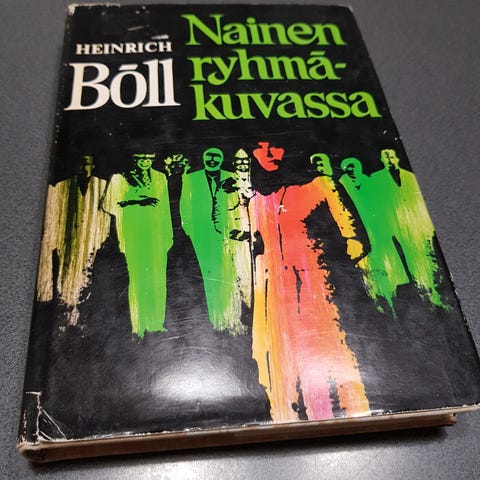 HEINRICH
Böll
Nainen
ryhmä-
kuvassa